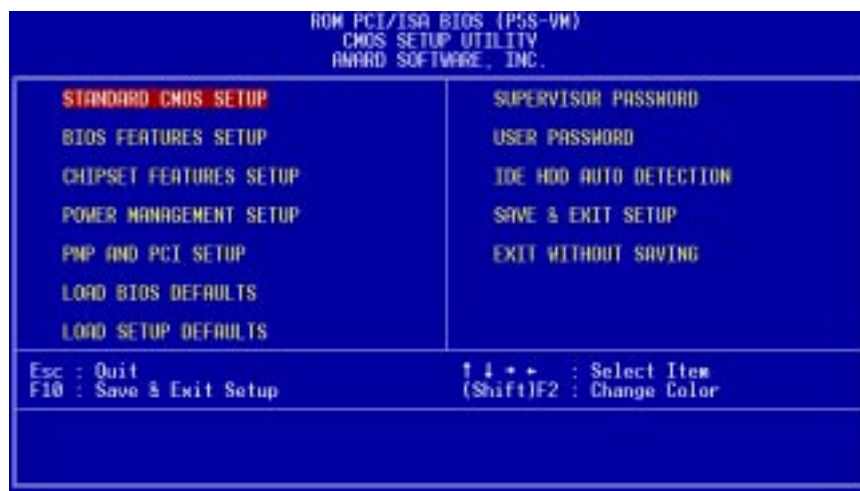 ROM PCI/ISA BIOS (P5S-VM)
CMOS SETUP UTILITY
AWARD SOFTWARE, INC.
STANDARD CMOS SETUP
BIOS FEATURES SETUP
CHIPSET FEATURES SETUP
POWER MANAGEMENT SETUP
PNP AND PCI SETUP
LOAD BIOS DEFAULTS
LOAD SETUP DEFAULTS
SUPERVISOR PASSWORD
USER PASSWORD
IDE HDD AUTO DETECTION
SAVE & EXIT SETUP
EXIT WITHOUT SAVING
Esc : Quit
F10 : Save & Exit Setup
↑ ↓ → ← : Select Item
(Shift)F2 : Change Color